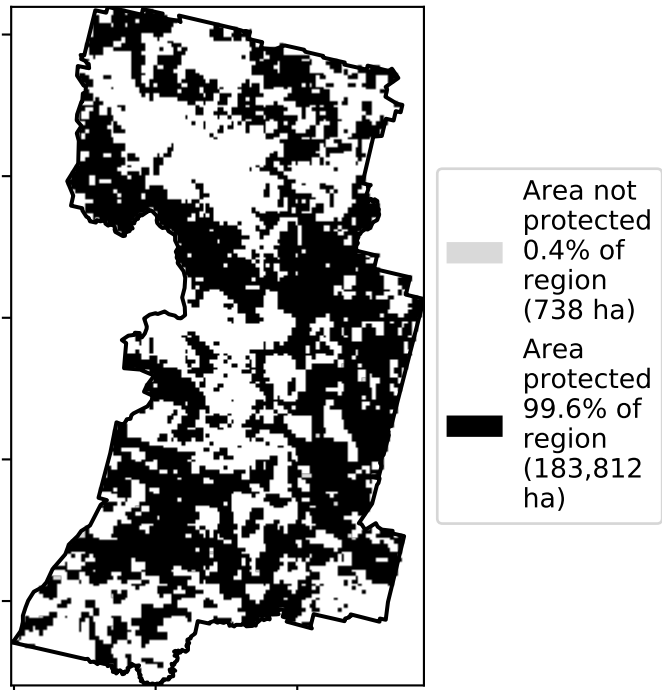 Area not
protected
0.4% of
region
(738 ha)
Area
protected
99.6% of
region
(183,812
ha)